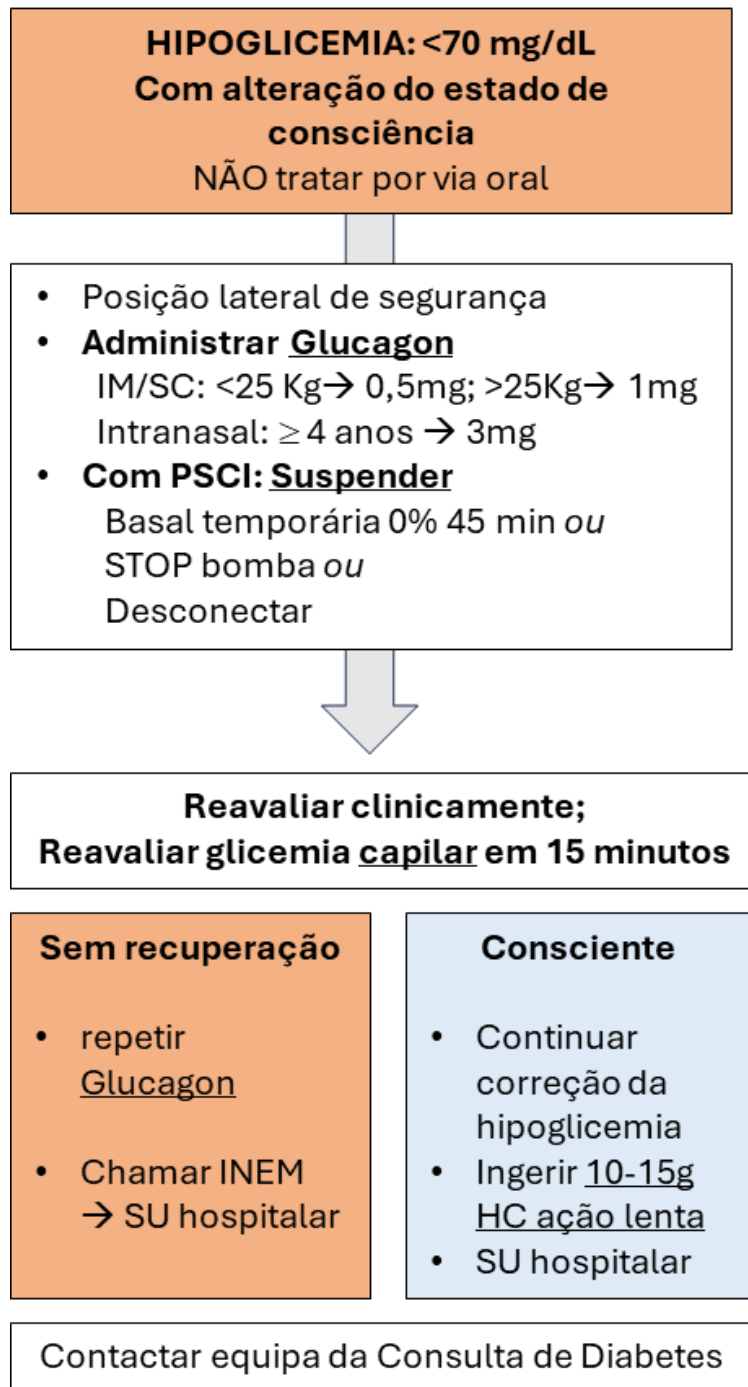 HIPOGLICEMIA: <70 mg/dL
Com alteração do estado de
consciência
NÃO tratar por via oral
• Posição lateral de segurança
• Administrar Glucagon
IM/SC: <25 Kg→ 0,5mg; >25Kg→ 1mg
Intranasal: ≥ 4 anos → 3mg
• Com PSCI: Suspender
Basal temporária 0% 45 min ou
STOP bomba ou
Desconectar
Reavaliar clinicamente;
Reavaliar glicemia capilar em 15 minutos
Sem recuperação
• repetir
Glucagon
• Chamar INEM
→ SU hospitalar
Consciente
• Continuar
correção da
hipoglicemia
• Ingerir 10-15g
HC ação lenta
• SU hospitalar
Contactar equipa da Consulta de Diabetes